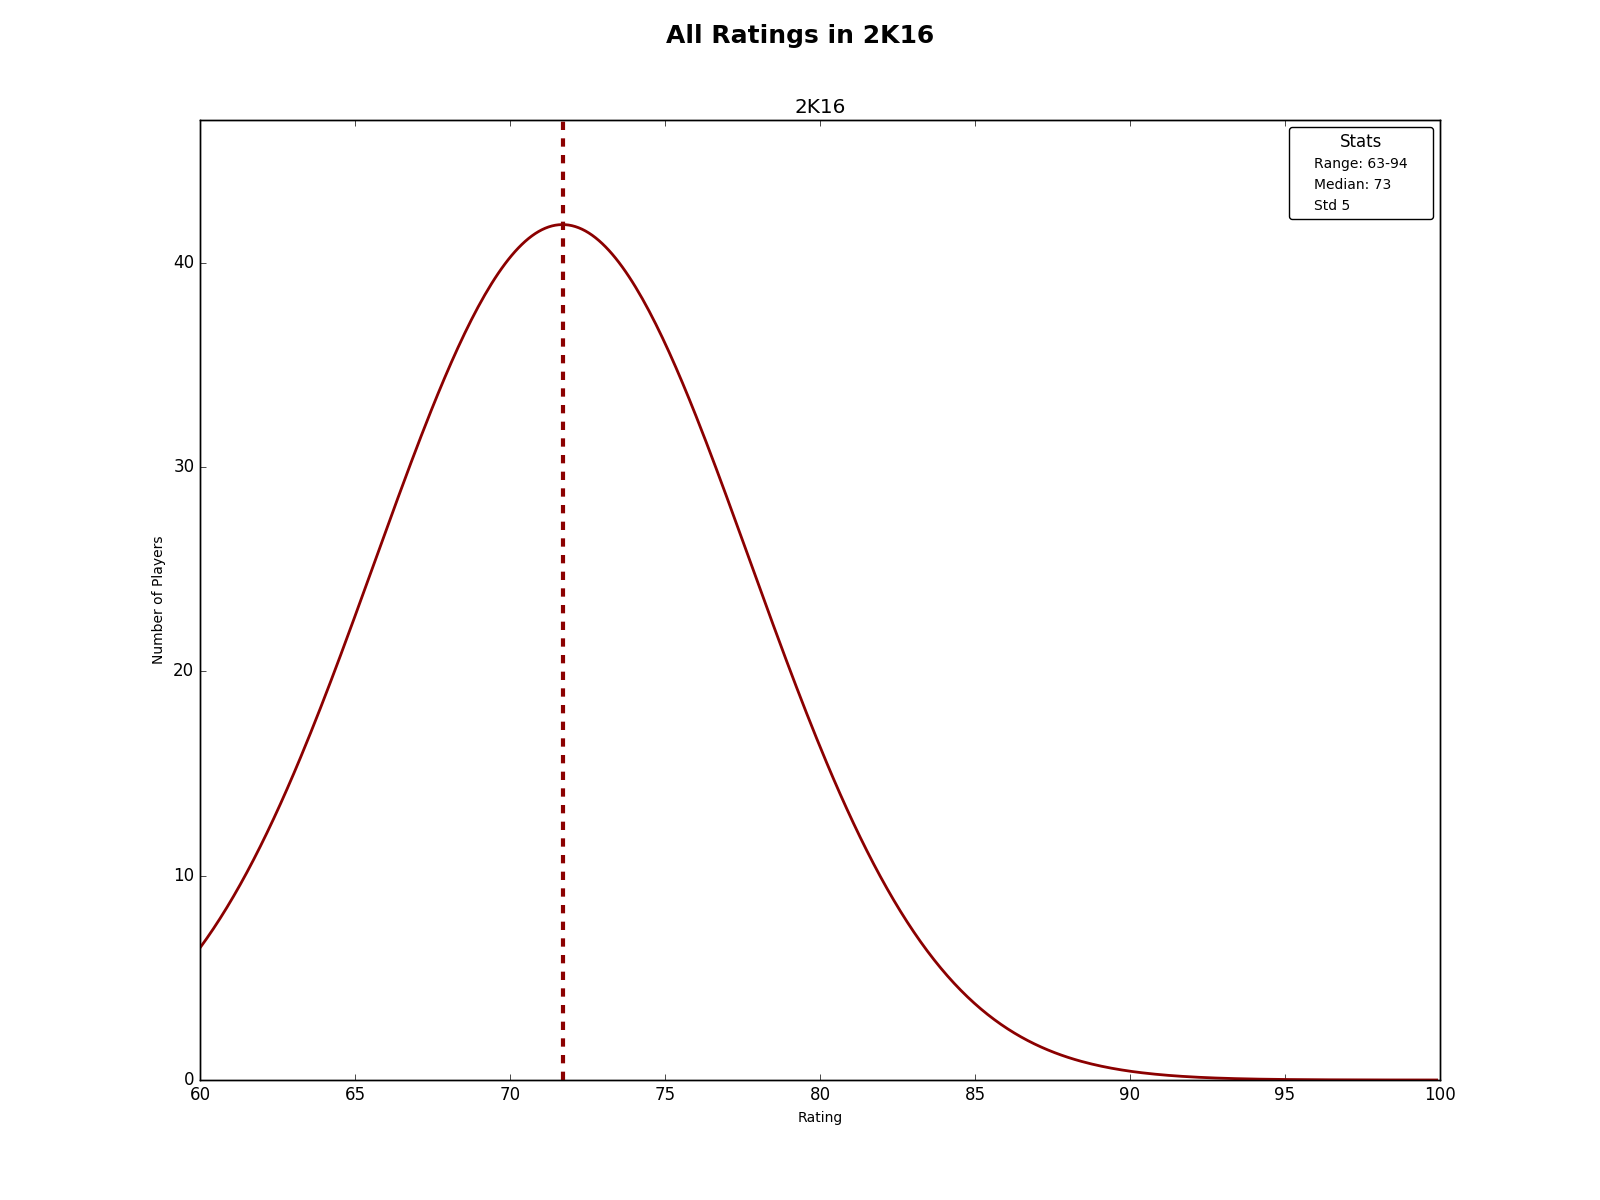 All Ratings in 2K16
2K16
Stats
Range: 63-94
Median: 73
Std 5
40
30
20
10
0
Number of Players
60 65 70 75 80 85 90 95 100
Rating